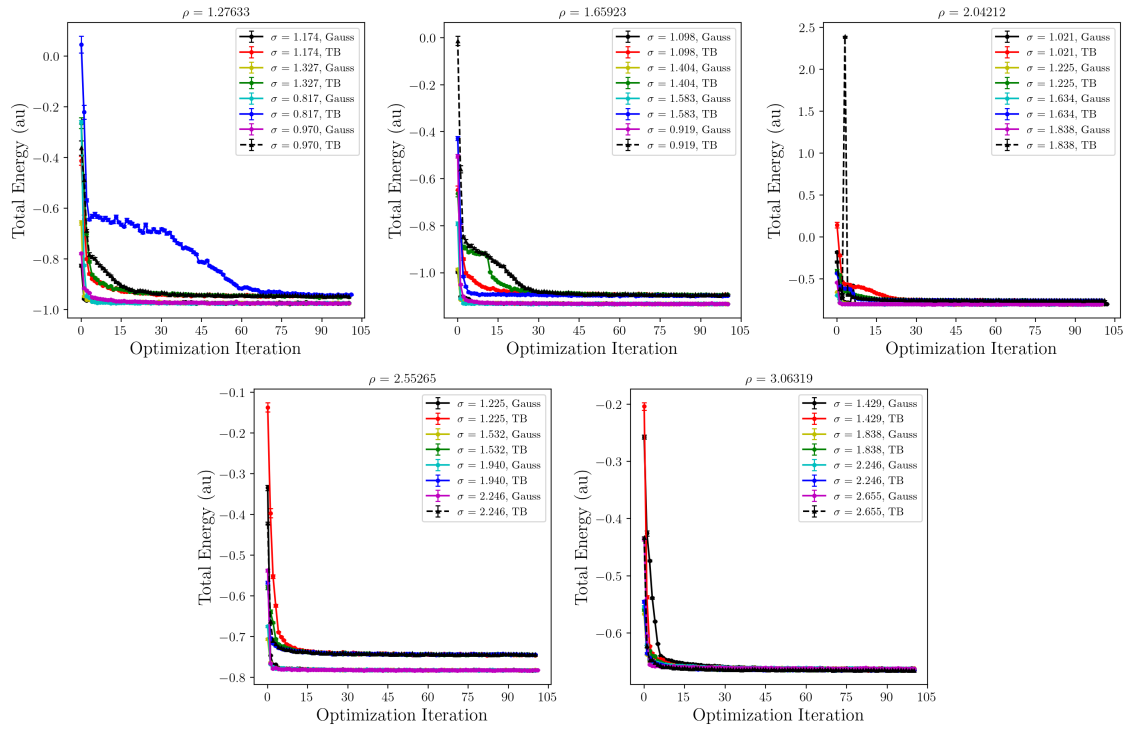 ρ = 1.27633
Total Energy (au)
0.0
−0.2
−0.4
−0.6
−0.8
−1.0
0 15 30 45 60 75 90 105
Optimization Iteration
σ = 1.174, Gauss
σ = 1.174, TB
σ = 1.327, Gauss
σ = 1.327, TB
σ = 0.817, Gauss
σ = 0.817, TB
σ = 0.970, Gauss
σ = 0.970, TB
ρ = 1.65923
Total Energy (au)
0.0
−0.2
−0.4
−0.6
−0.8
−1.0
0 15 30 45 60 75 90 105
Optimization Iteration
σ = 1.098, Gauss
σ = 1.098, TB
σ = 1.404, Gauss
σ = 1.404, TB
σ = 1.583, Gauss
σ = 1.583, TB
σ = 0.919, Gauss
σ = 0.919, TB
ρ = 2.04212
Total Energy (au)
2.5
2.0
1.5
1.0
0.5
0.0
−0.5
0 15 30 45 60 75 90 105
Optimization Iteration
σ = 1.021, Gauss
σ = 1.021, TB
σ = 1.225, Gauss
σ = 1.225, TB
σ = 1.634, Gauss
σ = 1.634, TB
σ = 1.838, Gauss
σ = 1.838, TB
ρ = 2.55265
Total Energy (au)
−0.1
−0.2
−0.3
−0.4
−0.5
−0.6
−0.7
−0.8
0 15 30 45 60 75 90 105
Optimization Iteration
σ = 1.225, Gauss
σ = 1.225, TB
σ = 1.532, Gauss
σ = 1.532, TB
σ = 1.940, Gauss
σ = 1.940, TB
σ = 2.246, Gauss
σ = 2.246, TB
ρ = 3.06319
Total Energy (au)
−0.2
−0.3
−0.4
−0.5
−0.6
0 15 30 45 60 75 90 105
Optimization Iteration
σ = 1.429, Gauss
σ = 1.429, TB
σ = 1.838, Gauss
σ = 1.838, TB
σ = 2.246, Gauss
σ = 2.246, TB
σ = 2.655, Gauss
σ = 2.655, TB